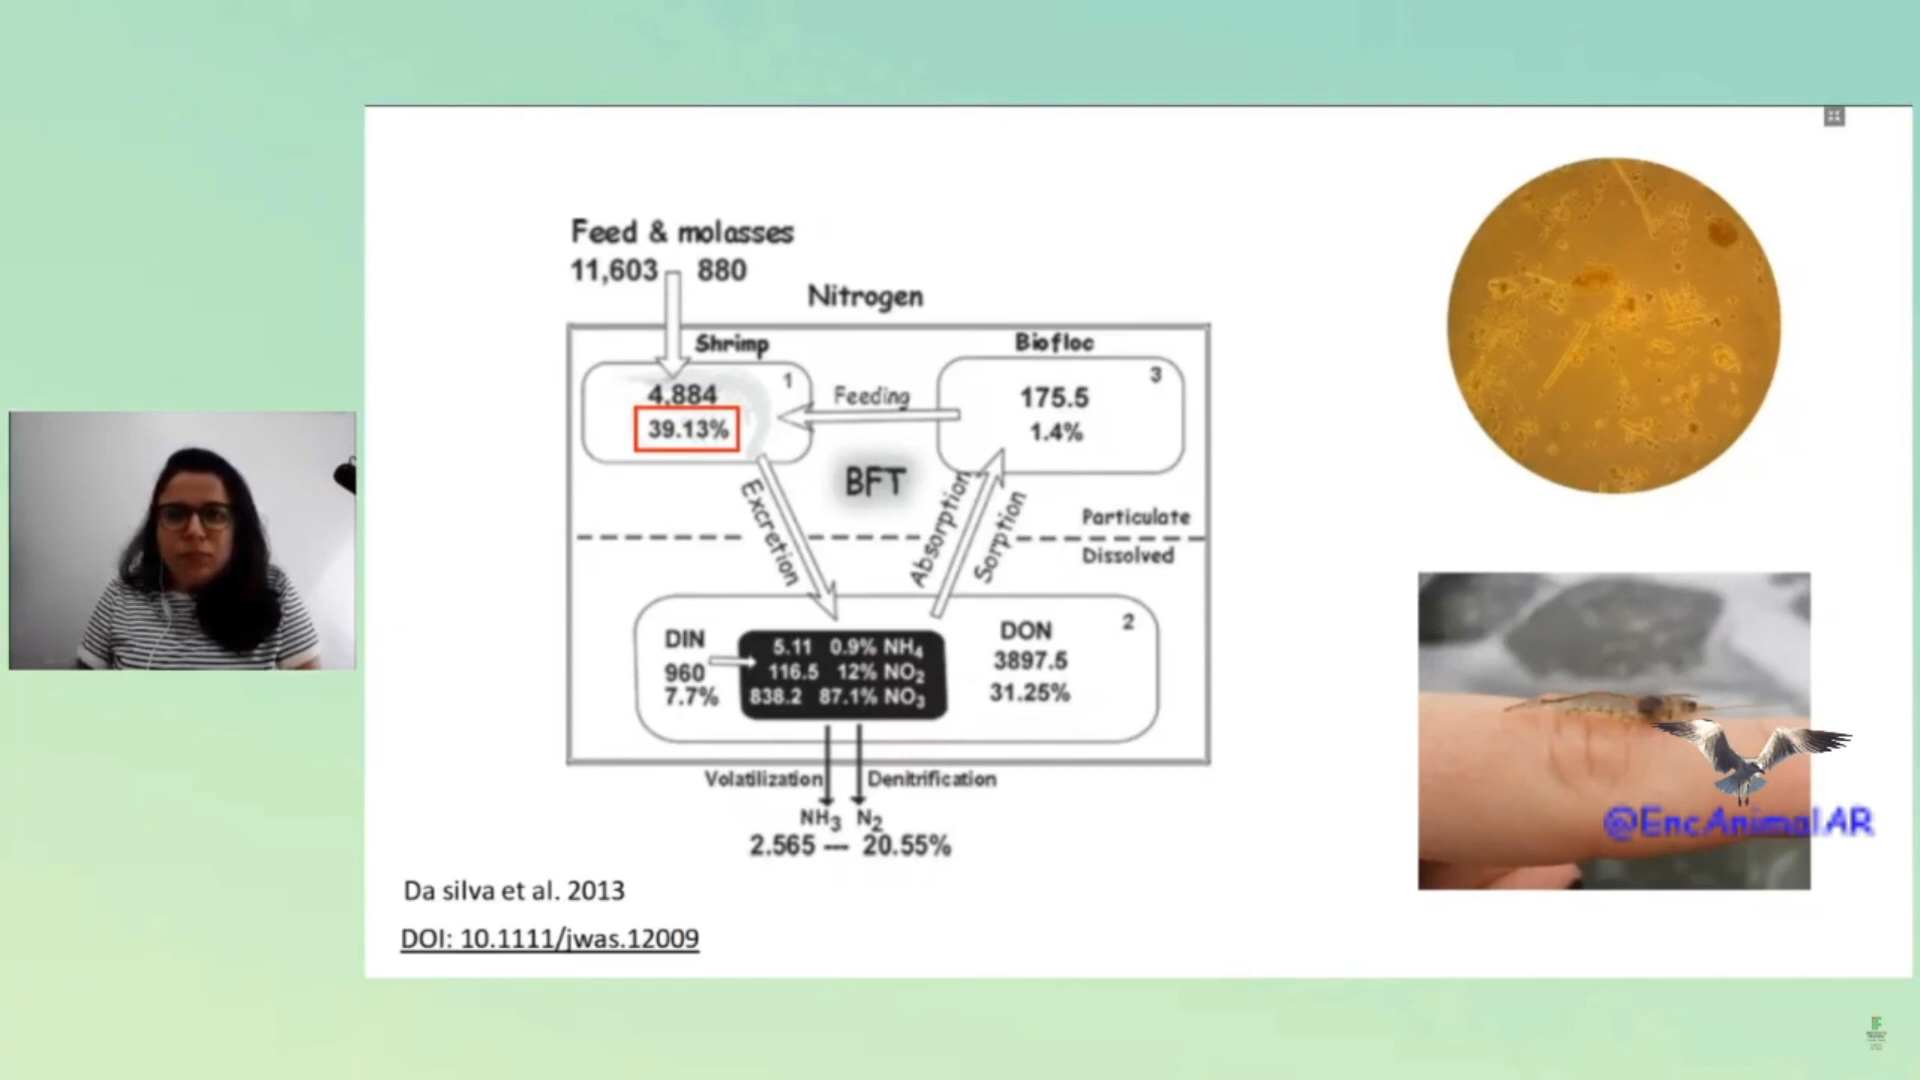 Feed & molasses
11,603 880
Nitrogen
Shrimp
1
4.884
39.13%
Feeding
Biofloc
3
175.5
1.4%
BFT
Excretion
Absorption
Sorption
Particulate
Dissolved
2
DIN
960
7.7%
5.11 0.9% NH4
116.5 12% NO2
838.2 87.1% NO3
DON
3897.5
31.25%
Volatilization
Denitrification
NH3 N2
2.565 --- 20.55%
@EncAnimalAR
Da silva et al. 2013
DOI: 10.1111/jwas.12009